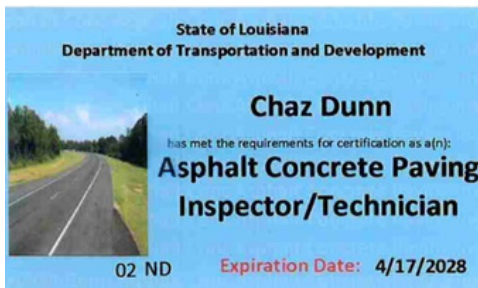 State of Louisiana
Department of Transportation and Development
Chaz Dunn
has met the requirements for certification as a(n):
Asphalt Concrete Paving
Inspector/Technician
02 ND
Expiration Date: 4/17/2028